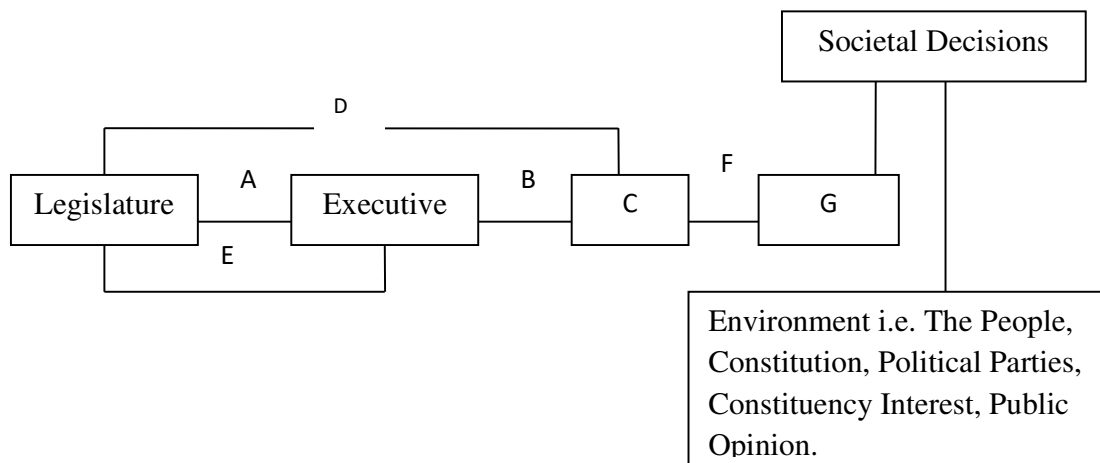 Societal Decisions
D
A
B
F
Legislature
Executive
C
G
E
Environment i.e. The People,
Constitution, Political Parties,
Constituency Interest, Public
Opinion.